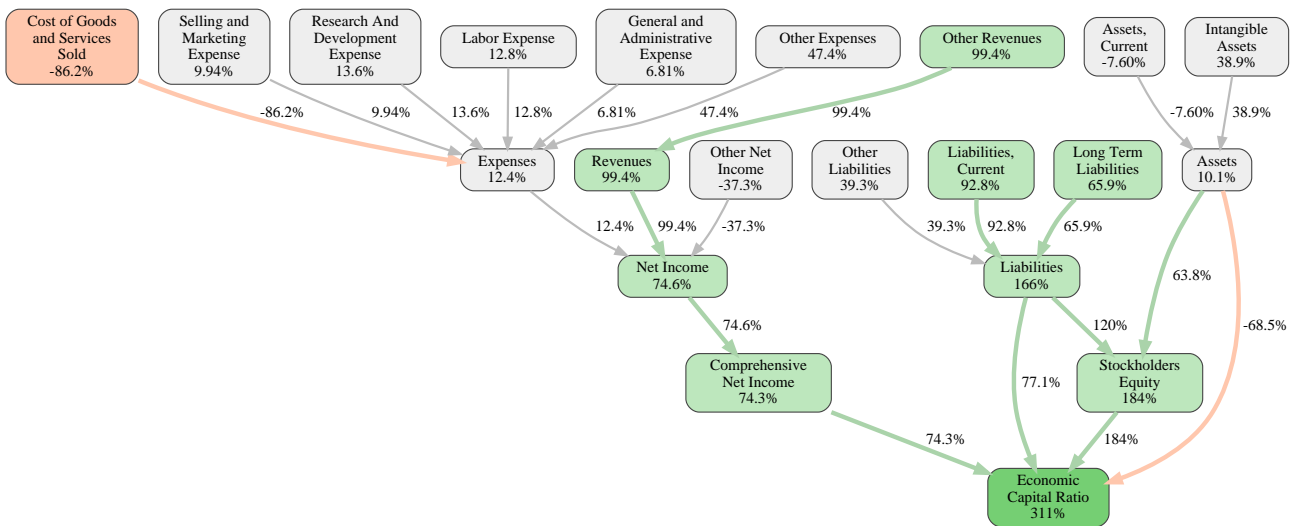 Cost of Goods
and Services
Sold
-86.2%
Selling and
Marketing
Expense
9.94%
Research And
Development
Expense
13.6%
Labor Expense
12.8%
General and
Administrative
Expense
6.81%
Other Expenses
47.4%
Other Revenues
99.4%
Assets,
Current
-7.60%
Intangible
Assets
38.9%
-86.2%
9.94%
13.6%
12.8%
6.81%
47.4%
99.4%
-7.60%
38.9%
Expenses
12.4%
Revenues
99.4%
Other Net
Income
-37.3%
Other
Liabilities
39.3%
Liabilities,
Current
92.8%
Long Term
Liabilities
65.9%
Assets
10.1%
12.4%
99.4%
-37.3%
39.3%
92.8%
65.9%
Net Income
74.6%
Liabilities
166%
63.8%
74.6%
120%
-68.5%
Comprehensive
Net Income
74.3%
77.1%
Stockholders
Equity
184%
74.3%
184%
Economic
Capital Ratio
311%